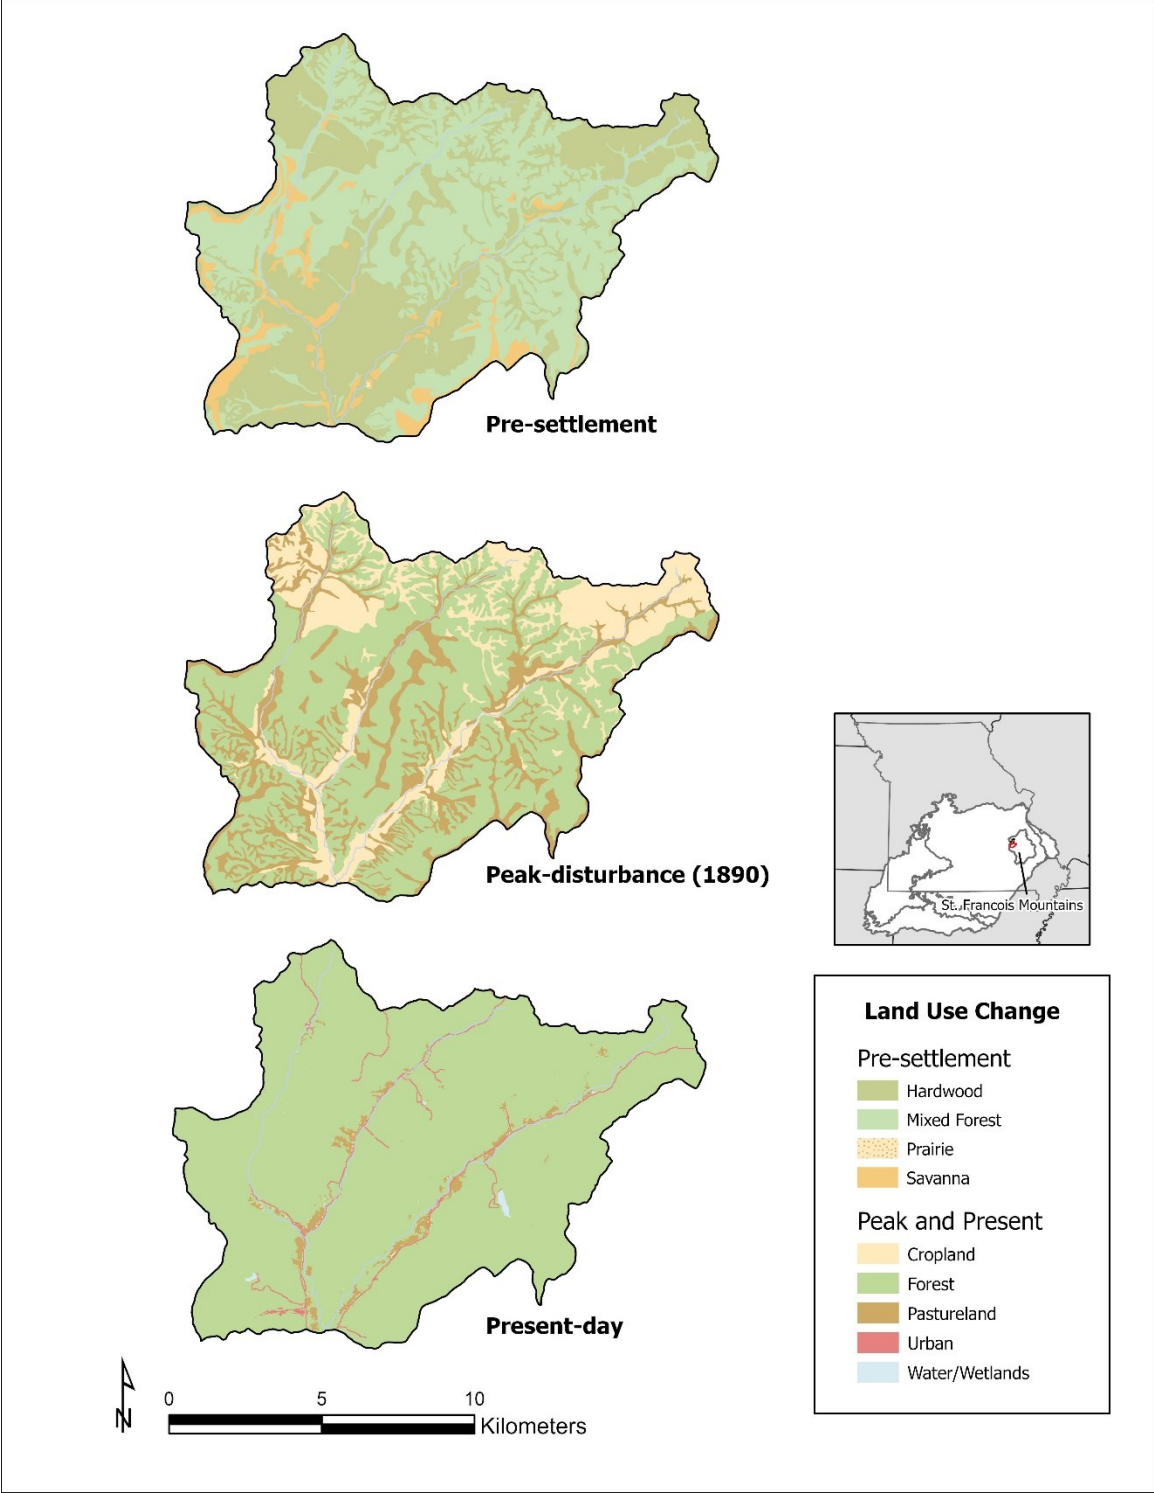 Pre-settlement
Peak-disturbance (1890)
St. Francois Mountains
Present-day
Land Use Change
Pre-settlement
Hardwood
Mixed Forest
Prairie
Savanna
Peak and Present
Cropland
Forest
Pastureland
Urban
Water/Wetlands
N
0 5 10
Kilometers